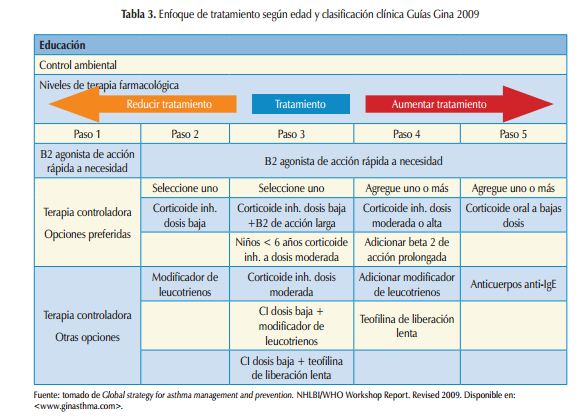 Tabla 3. Enfoque de tratamiento según edad y clasificación clínica Guías Gina 2009
Educación
Control ambiental
Niveles de terapia farmacológica
Reducir tratamiento
Tratamiento
Aumentar tratamiento
Paso 1
Paso 2
Paso 3
Paso 4
Paso 5
B2 agonista de acción
rápida a necesidad
B2 agonista de acción rápida a necesidad
Terapia controladora
Opciones preferidas
Seleccione uno
Seleccione uno
Agregue uno o más
Agregue uno o más
Corticoide inh.
dosis baja
Corticoide inh. dosis baja
+B2 de acción larga
Corticoide inh. dosis
moderada o alta
Corticoide oral a bajas
dosis
Niños < 6 años corticoide
inh. a dosis moderada
Adicionar beta 2 de
acción prolongada
Terapia controladora
Otras opciones
Modificador de
leucotrienos
Corticoide inh. dosis
moderada
Adicionar modificador
de leucotrienos
Anticuerpos anti-IgE
CI dosis baja +
modificador de
leucotrienos
Teofilina de liberación
lenta
CI dosis baja + teofilina
de liberación lenta
Fuente: tomado de Global strategy for asthma management and prevention. NHLBI/WHO Workshop Report. Revised 2009. Disponible en:
<www.ginasthma.com>.